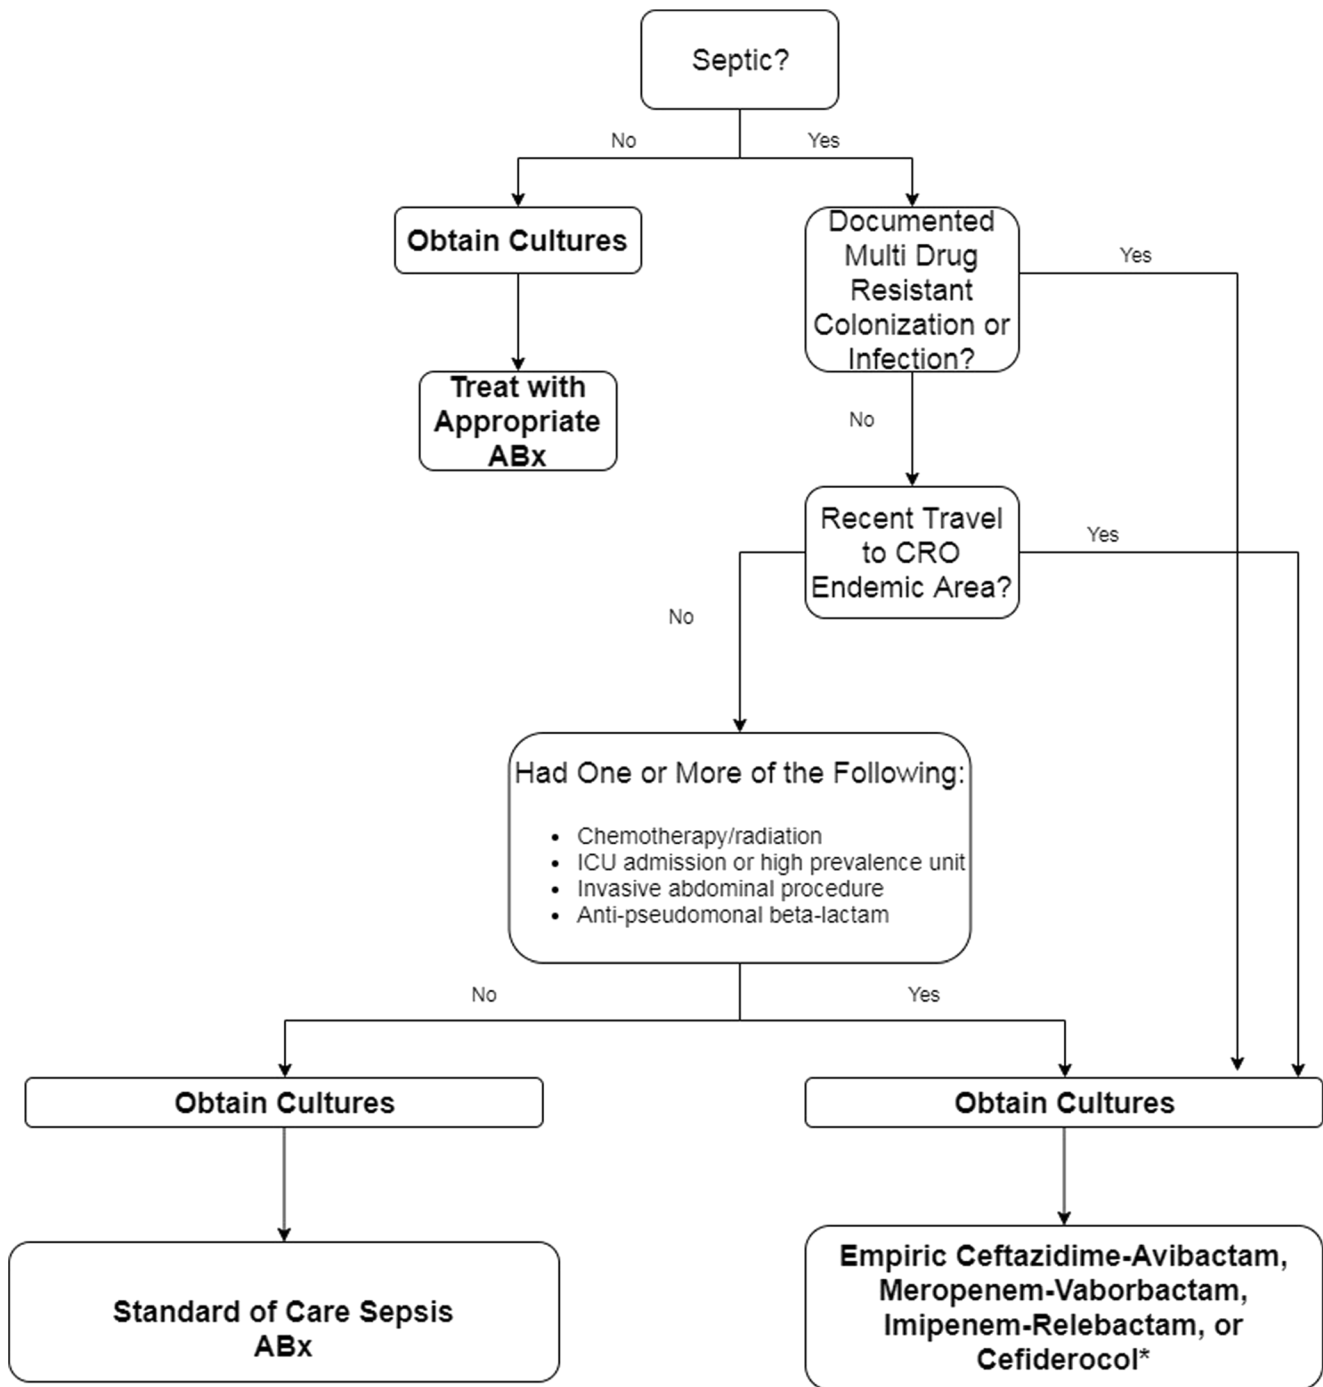 Septic?
No
Yes
Obtain Cultures
Documented
Multi Drug
Resistant
Colonization or
Infection?
Yes
Treat with
Appropriate
ABx
No
Recent Travel
to CRO
Endemic Area?
Yes
No
Had One or More of the Following:
• Chemotherapy/radiation
• ICU admission or high prevalence unit
• Invasive abdominal procedure
• Anti-pseudomonal beta-lactam
No
Yes
Obtain Cultures
Obtain Cultures
Standard of Care Sepsis
ABx
Empiric Ceftazidime-Avibactam,
Meropenem-Vaborbactam,
Imipenem-Relebactam, or
Cefiderocol*